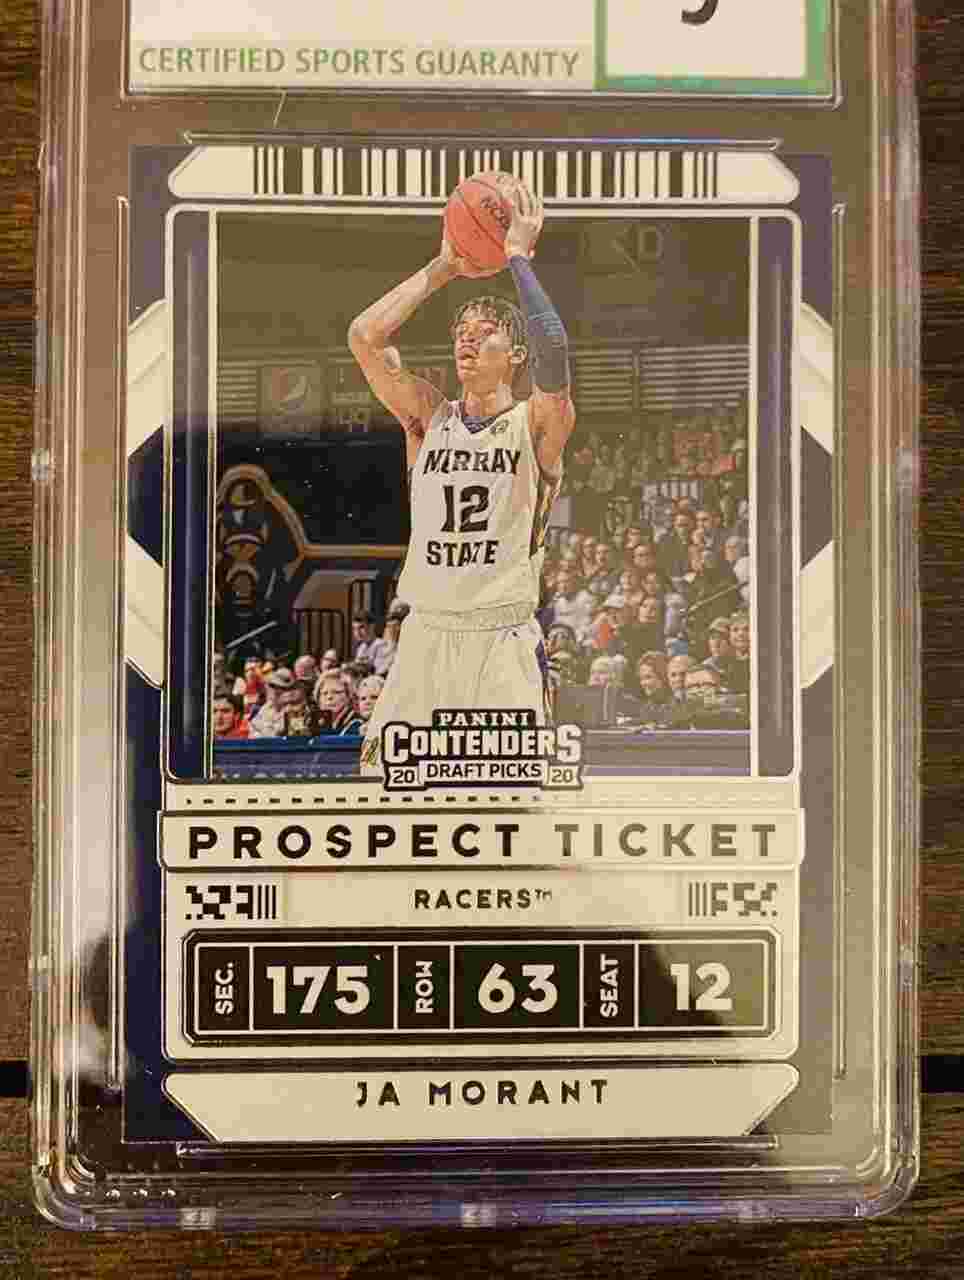 CERTIFIED SPORTS GUARANTY
MURRAY
12
STATE
PANINI
CONTENDERS
20 DRAFT PICKS 20
PROSPECT TICKET
RACERS™
SEC. 175 ROW 63 SEAT 12
JA MORANT